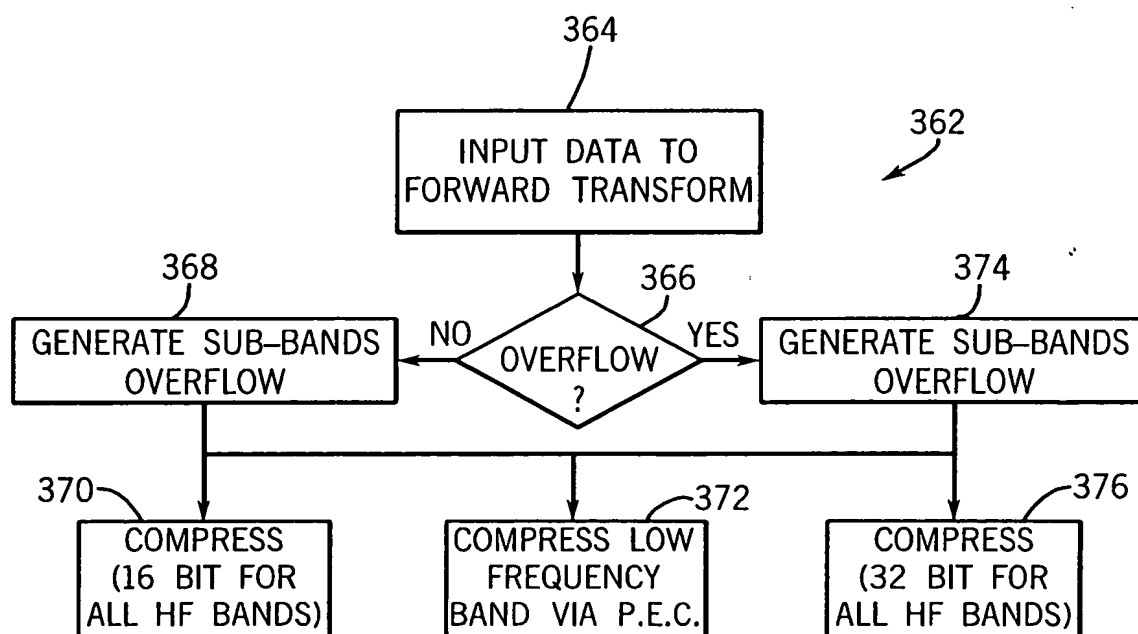 364
362
INPUT DATA TO
FORWARD TRANSFORM
368
366
374
GENERATE SUB–BANDS
OVERFLOW
NO
OVERFLOW
?
YES
GENERATE SUB–BANDS
OVERFLOW
370
372
376
COMPRESS
(16 BIT FOR
ALL HF BANDS)
COMPRESS LOW
FREQUENCY
BAND VIA P.E.C.
COMPRESS
(32 BIT FOR
ALL HF BANDS)